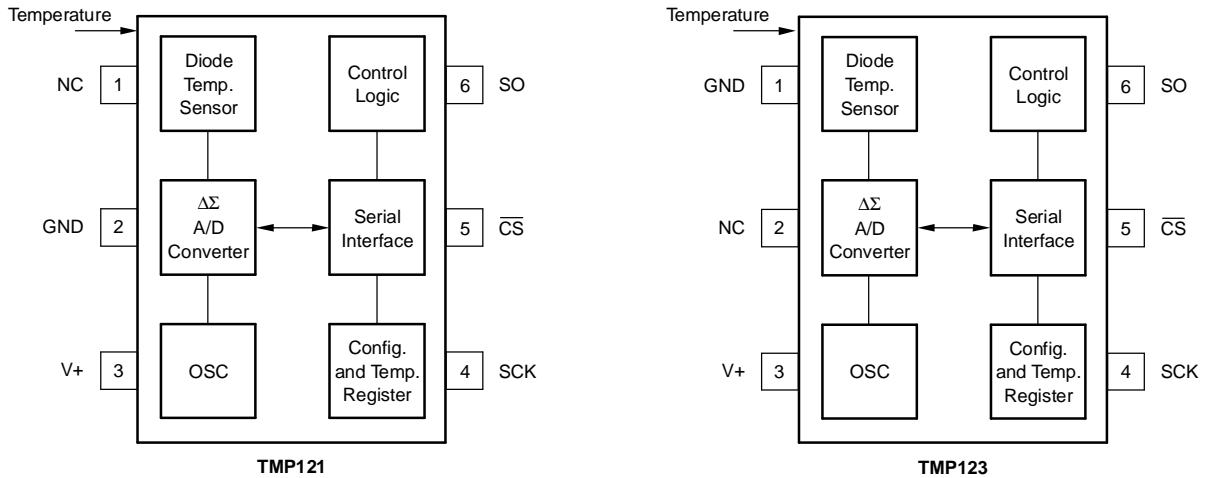 Temperature
NC
1
GND
2
V+
3
Diode
Temp.
Sensor
ΔΣ
A/D
Converter
OSC
Control
Logic
Serial
Interface
Config.
and Temp.
Register
6
SO
5
C̅S̅
4
SCK
TMP121
Temperature
GND
1
NC
2
V+
3
Diode
Temp.
Sensor
ΔΣ
A/D
Converter
OSC
Control
Logic
Serial
Interface
Config.
and Temp.
Register
6
SO
5
C̅S̅
4
SCK
TMP123